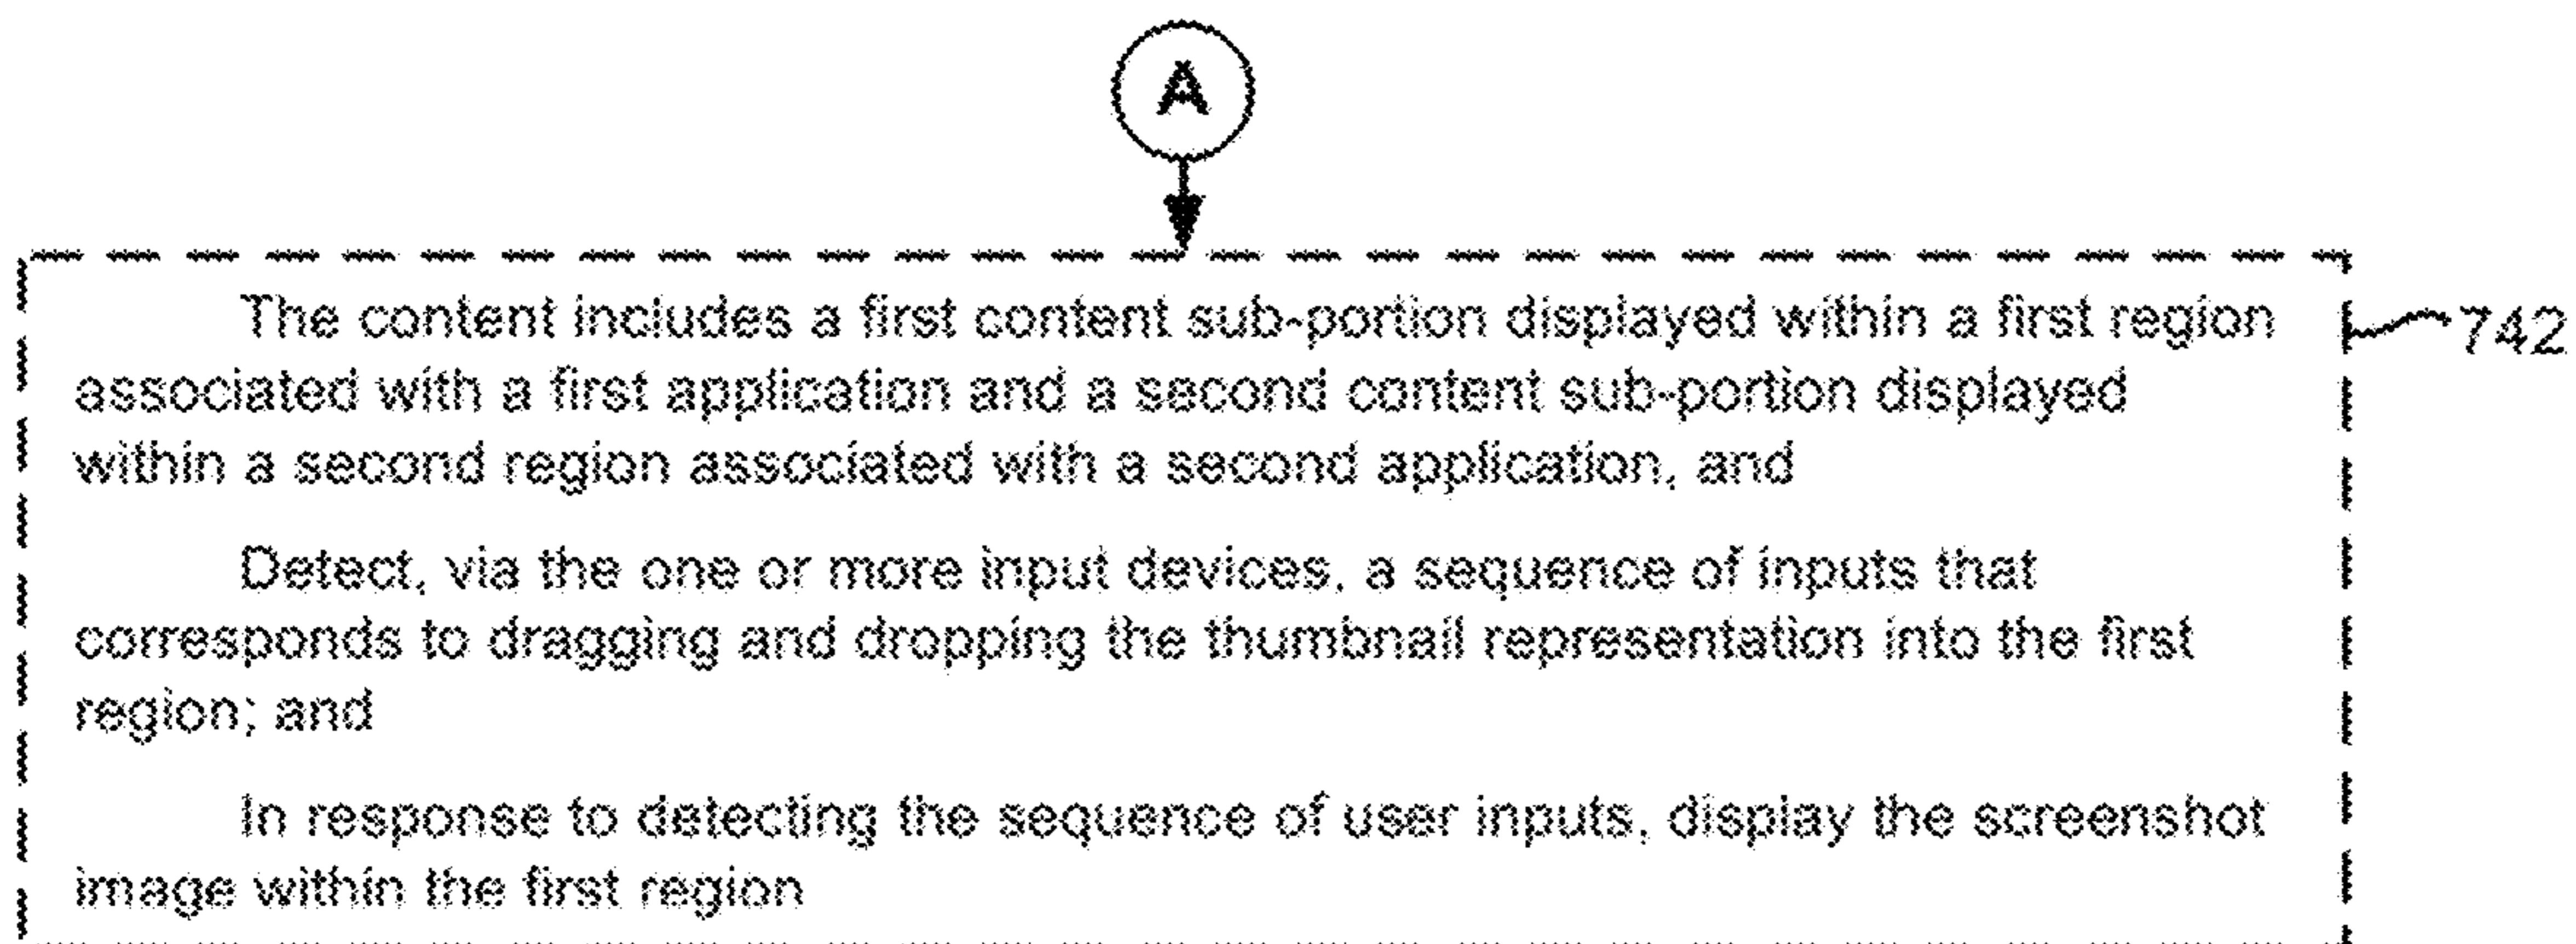 A
The content includes a first content sub-portion displayed within a first region
742
associated with a first application and a second content sub-portion displayed
within a second region associated with a second application, and
Detect, via the one or more input devices, a sequence of inputs that
corresponds to dragging and dropping the thumbnail representation into the first
region; and
In response to detecting the sequence of user inputs, display the screenshot
image within the first region